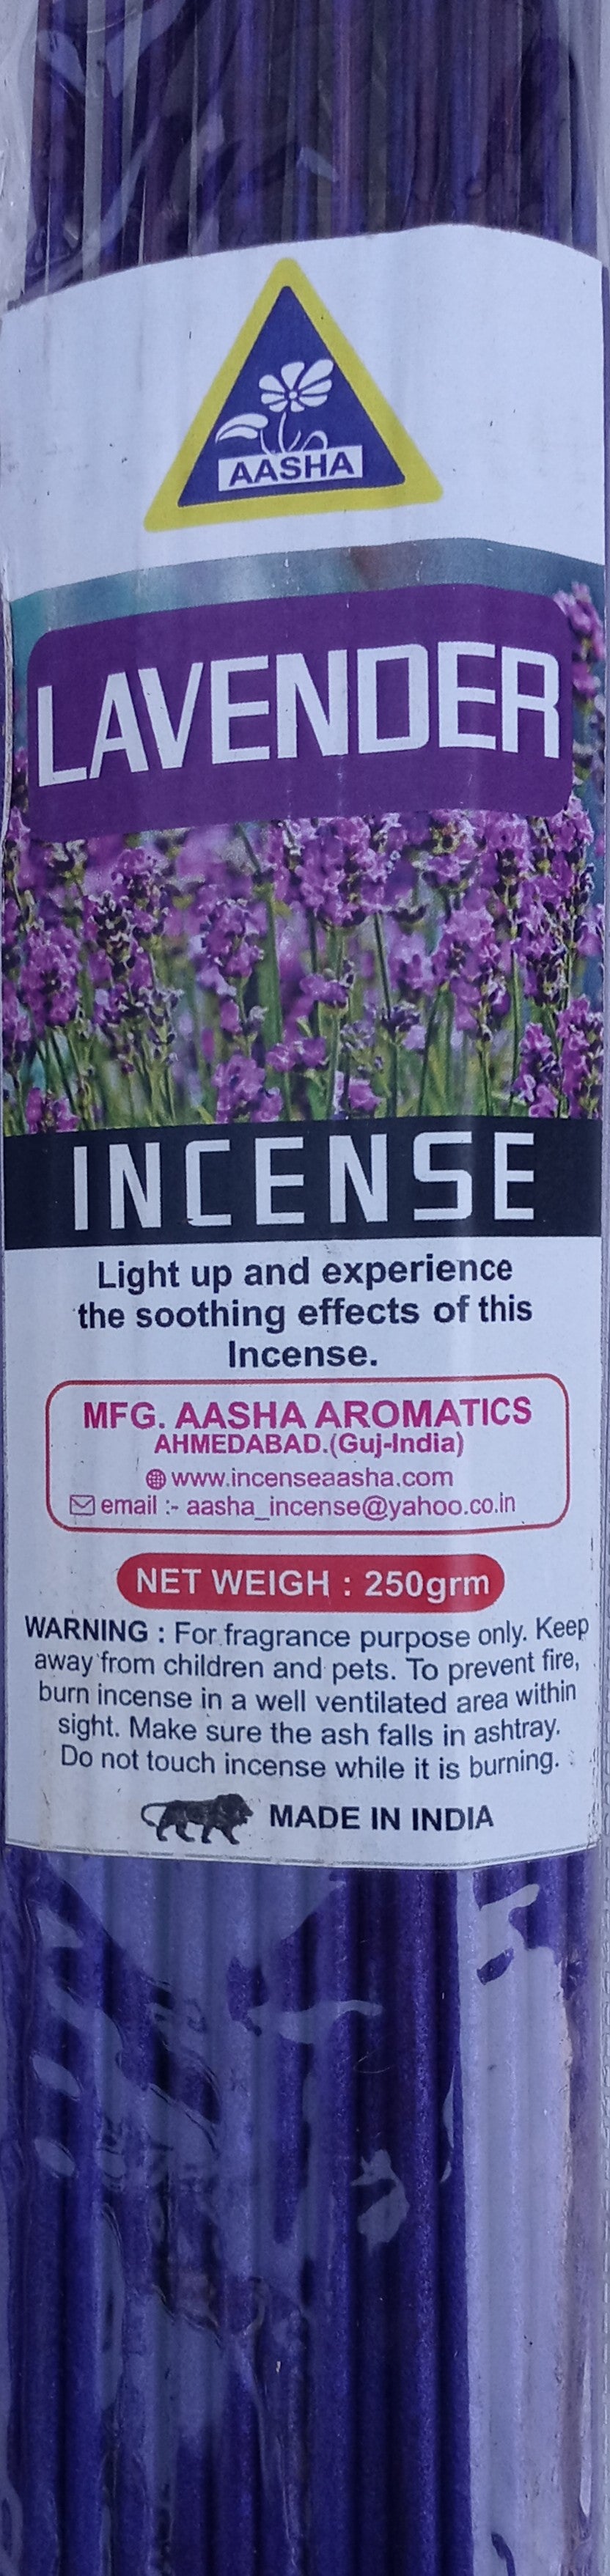 AASHA
LAVENDER
INCENSE
Light up and experience
the soothing effects of this
Incense.
MFG. AASHA AROMATICS
AHMEDABAD.(Guj-India)
www.incenseaasha.com
email :- aasha_incense@yahoo.co.in
NET WEIGH : 250grm
WARNING : For fragrance purpose only. Keep
away from children and pets. To prevent fire,
burn incense in a well ventilated area within
sight. Make sure the ash falls in ashtray.
Do not touch incense while it is burning.
MADE IN INDIA